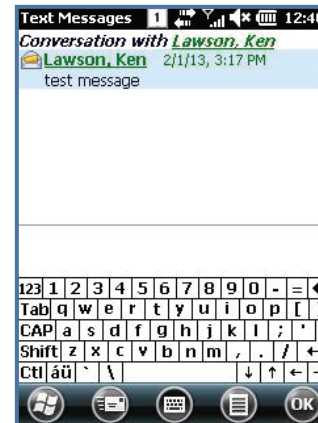 Text Messages 1 12:4
Conversation with Lawson, Ken
Lawson, Ken 2/1/13, 3:17 PM
test message
123 1 2 3 4 5 6 7 8 9 0 - =
Tab q w e r t y u i o p [
CAP a s d f g h j k l ; '
Shift z x c v b n m , . /
Ctl áü ` \ ↓ ↑ ← -
OK